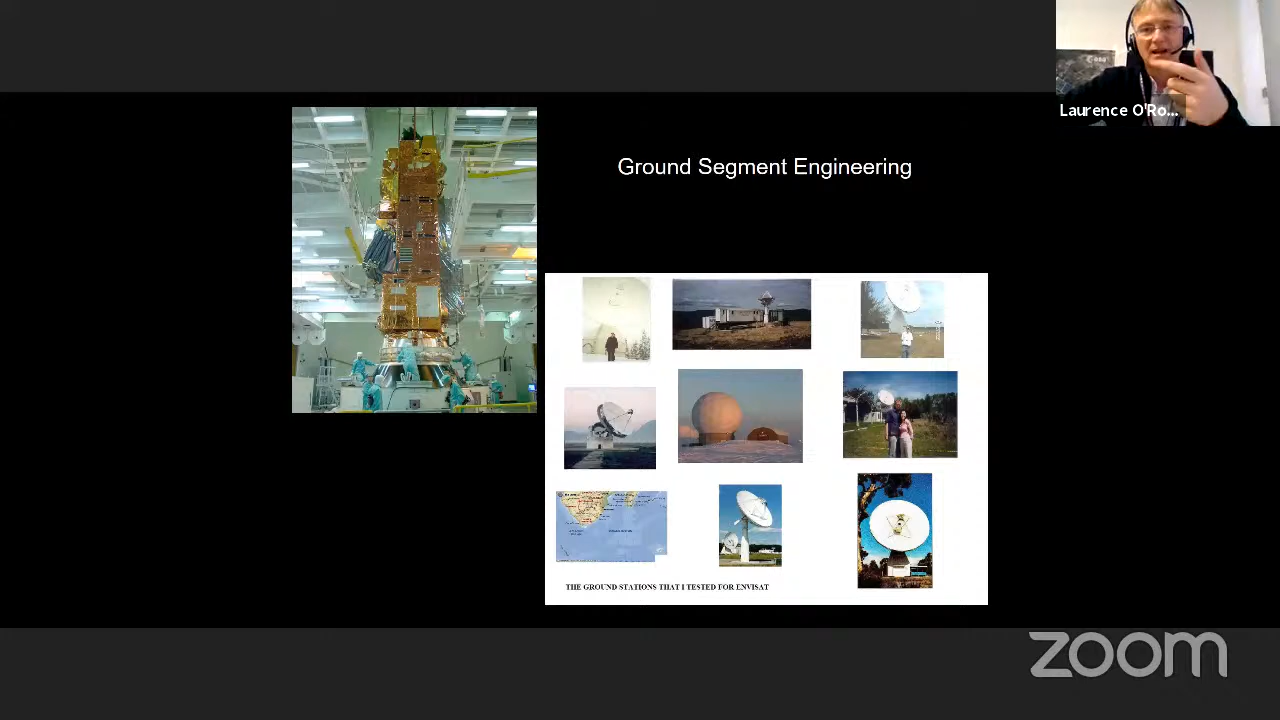 Laurence O'Ro...
Ground Segment Engineering
THE GROUND STATIONS THAT I TESTED FOR ENVISAT
zoom